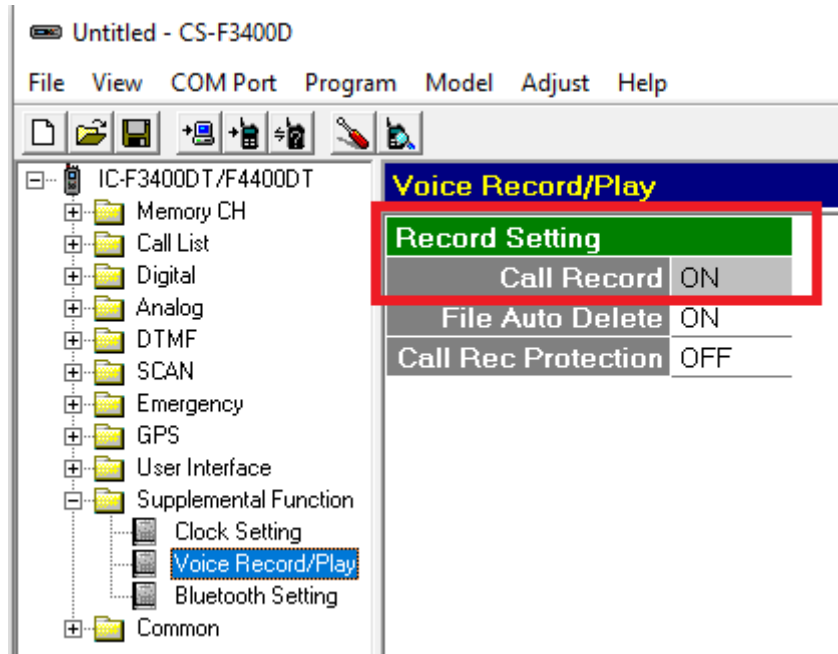 Untitled - CS-F3400D
File View COM Port Program Model Adjust Help
IC-F3400DT/F4400DT
Memory CH
Call List
Digital
Analog
DTMF
SCAN
Emergency
GPS
User Interface
Supplemental Function
Clock Setting
Voice Record/Play
Bluetooth Setting
Common
Voice Record/Play
Record Setting
Call Record ON
File Auto Delete ON
Call Rec Protection OFF